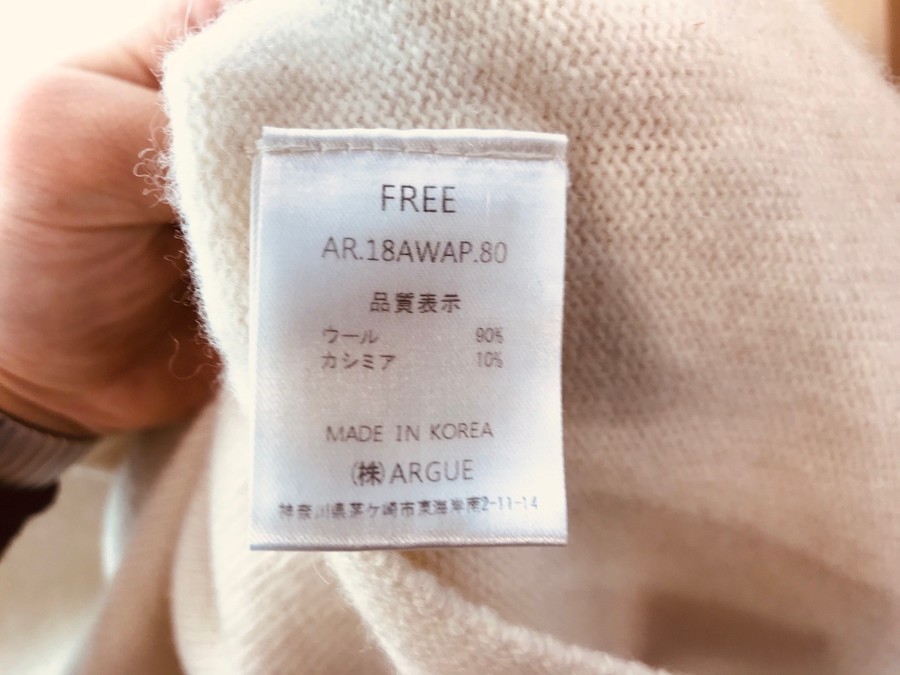 FREE
AR.18AWAP.80
品質表示
ウール 90%
カシミア 10%
MADE IN KOREA
(株)ARGUE
神奈川県茅ケ崎市東海岸南2-11-14